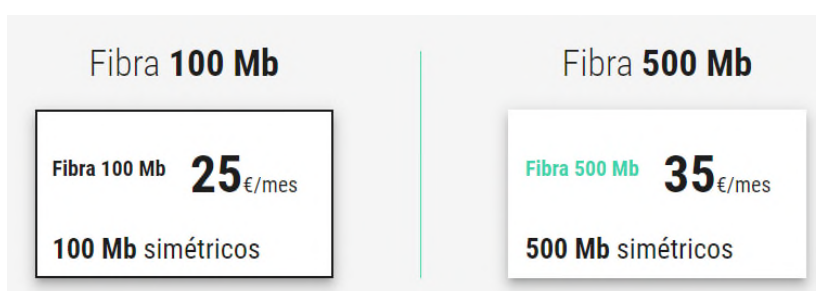 Fibra 100 Mb
Fibra 100 Mb 25€/mes
100 Mb simétricos
Fibra 500 Mb
Fibra 500 Mb 35€/mes
500 Mb simétricos